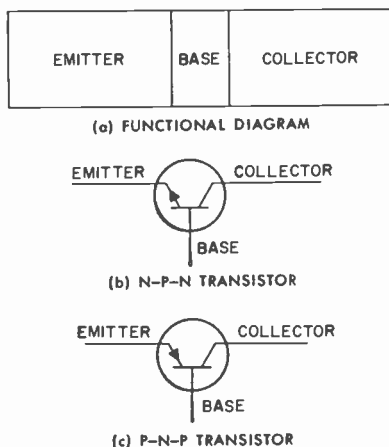 EMITTER BASE COLLECTOR
(a) FUNCTIONAL DIAGRAM
EMITTER COLLECTOR
BASE
(b) N-P-N TRANSISTOR
EMITTER COLLECTOR
BASE
(c) P-N-P TRANSISTOR